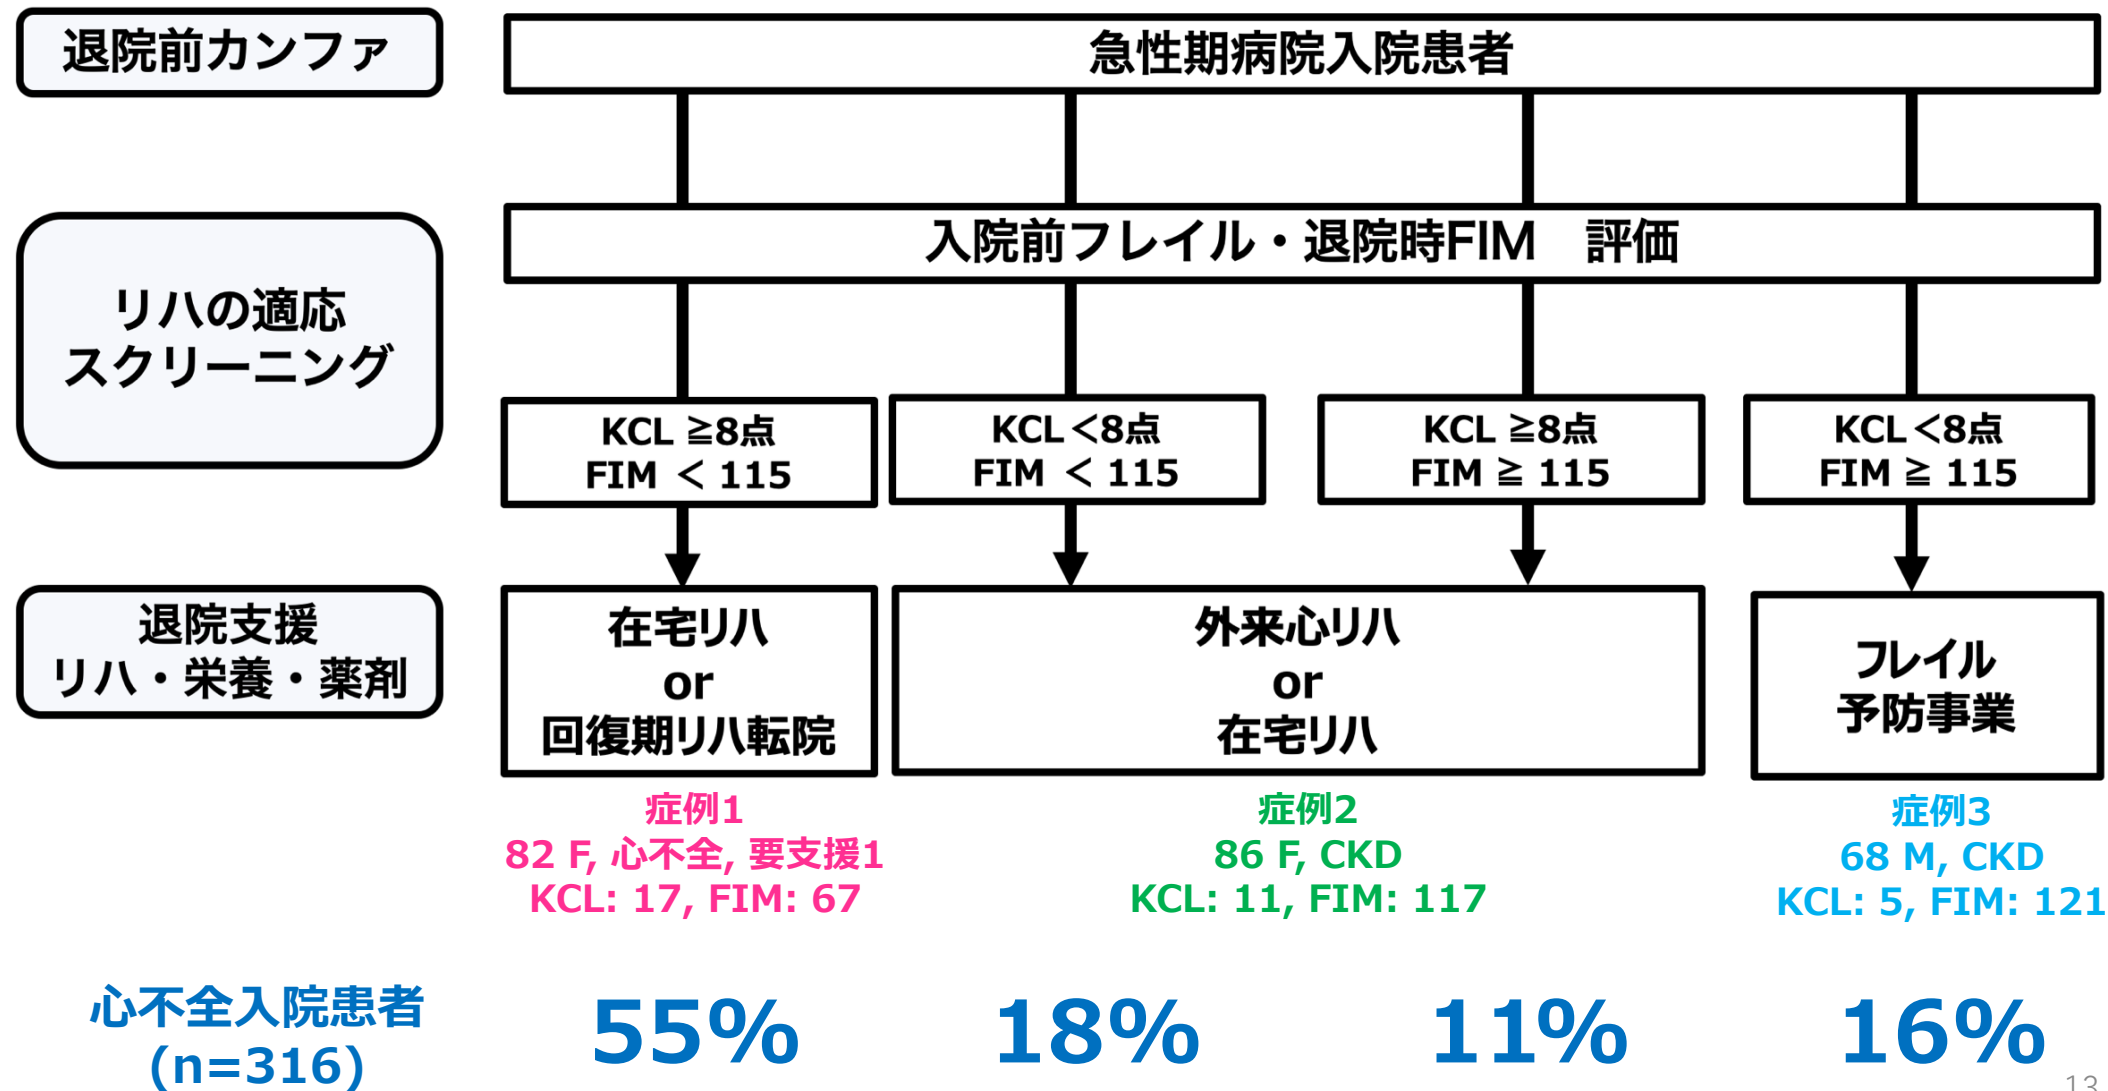 退院前カンファ
急性期病院入院患者
リハの適応
スクリーニング
入院前フレイル・退院時FIM　評価
KCL ≧8点
FIM ＜ 115
KCL＜8点
FIM ＜ 115
KCL ≧8点
FIM ≧ 115
KCL＜8点
FIM ≧ 115
退院支援
リハ・栄養・薬剤
在宅リハ
or
回復期リハ転院
外来心リハ
or
在宅リハ
フレイル
予防事業
症例1
82 F, 心不全, 要支援1
KCL: 17, FIM: 67
症例2
86 F, CKD
KCL: 11, FIM: 117
症例3
68 M, CKD
KCL: 5, FIM: 121
心不全入院患者
(n=316)
55%
18%
11%
16%
13